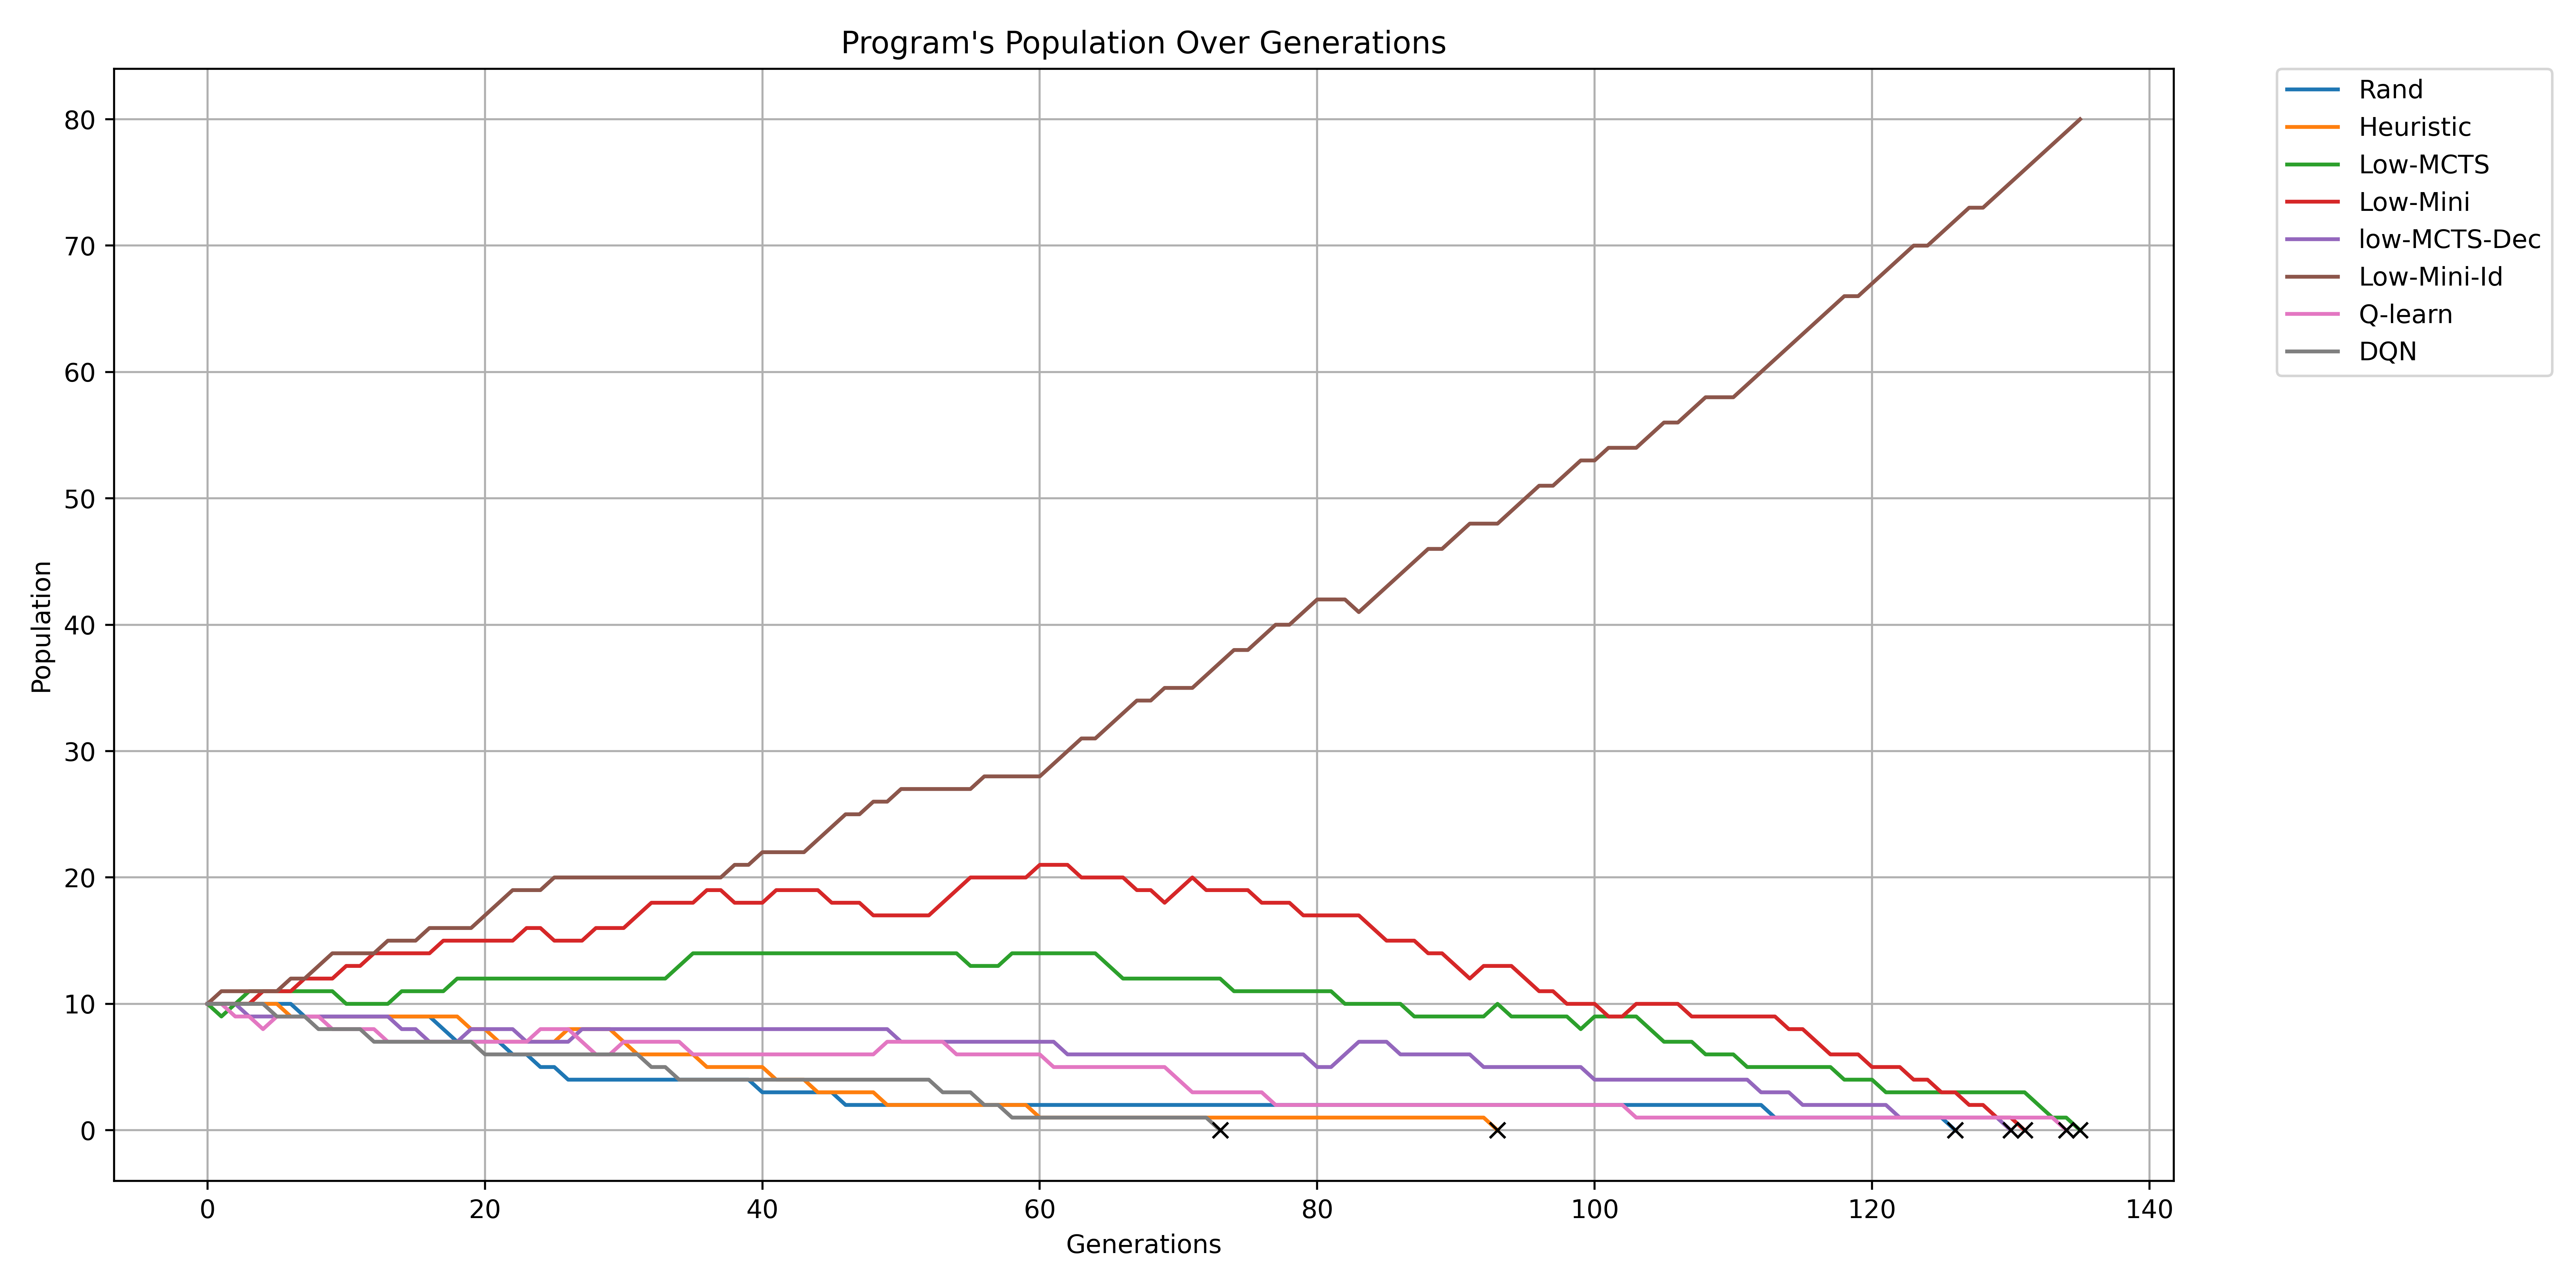 Program's Population Over Generations
80
70
60
50
40
30
20
10
0
Population
0 20 40 60 80 100 120 140
Generations
Rand
Heuristic
Low-MCTS
Low-Mini
low-MCTS-Dec
Low-Mini-Id
Q-learn
DQN